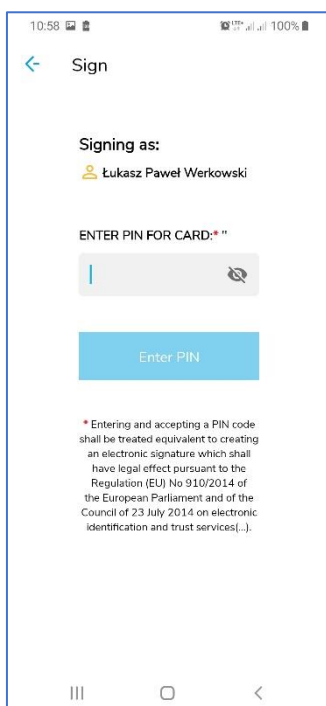 10:58 100%
Sign
Signing as:
Łukasz Paweł Werkowski
ENTER PIN FOR CARD:* "
Enter PIN
* Entering and accepting a PIN code
shall be treated equivalent to creating
an electronic signature which shall
have legal effect pursuant to the
Regulation (EU) No 910/2014 of
the European Parliament and of the
Council of 23 July 2014 on electronic
identification and trust services(...).